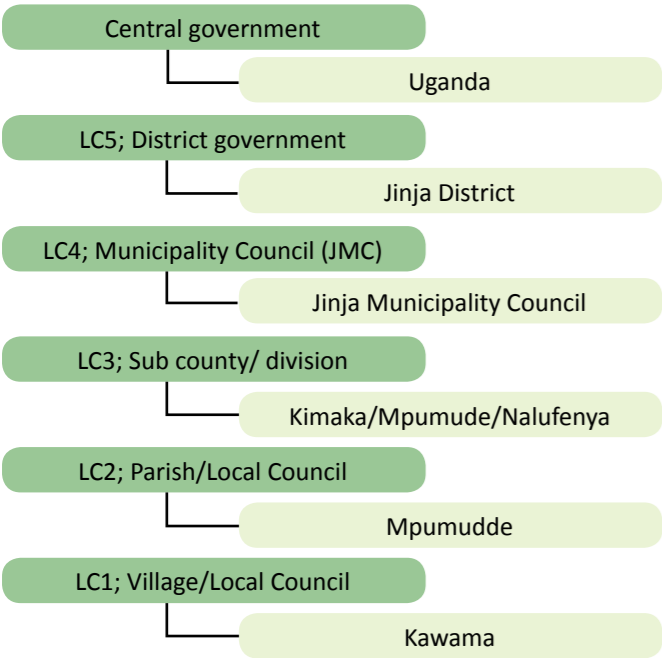 Central government
Uganda
LC5; District government
Jinja District
LC4; Municipality Council (JMC)
Jinja Municipality Council
LC3; Sub county/ division
Kimaka/Mpumude/Nalufenya
LC2; Parish/Local Council
Mpumudde
LC1; Village/Local Council
Kawama